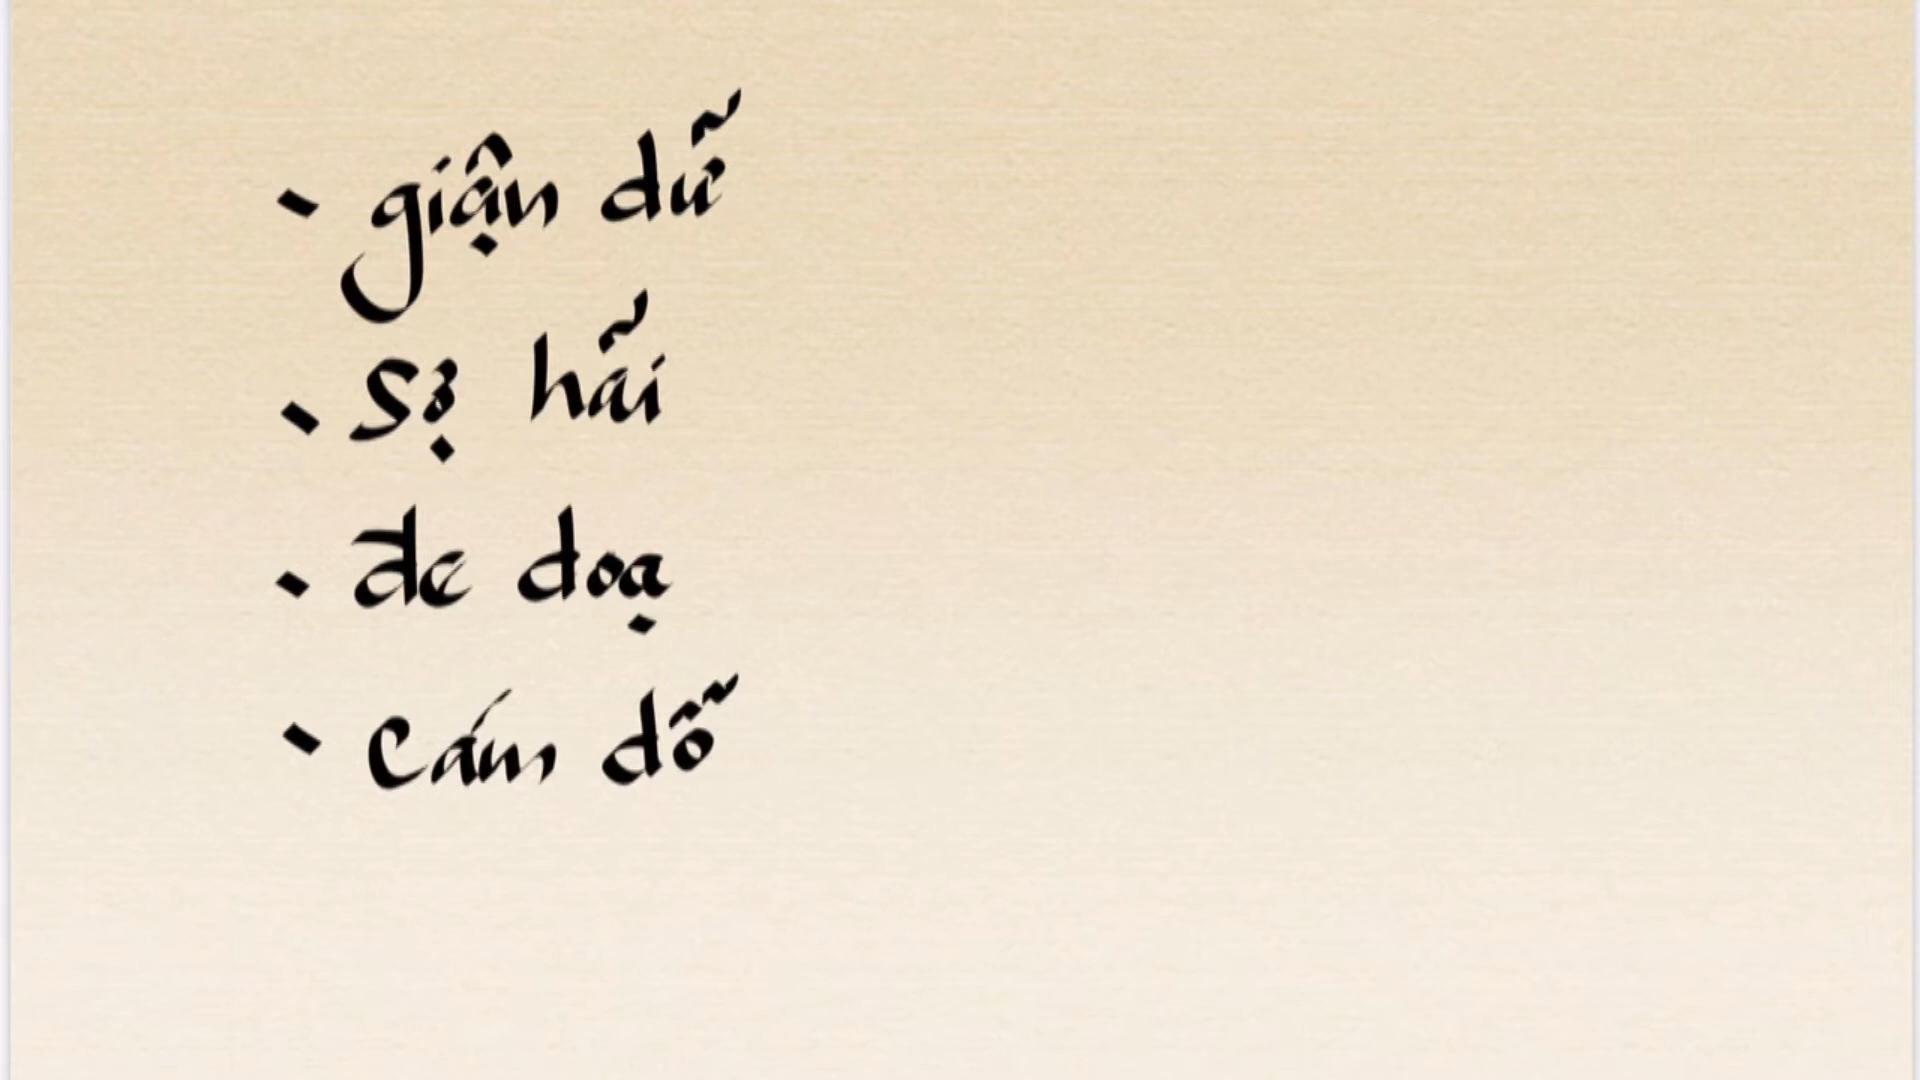 - giận dữ
- sợ hãi
- đe doạ
- cám dỗ